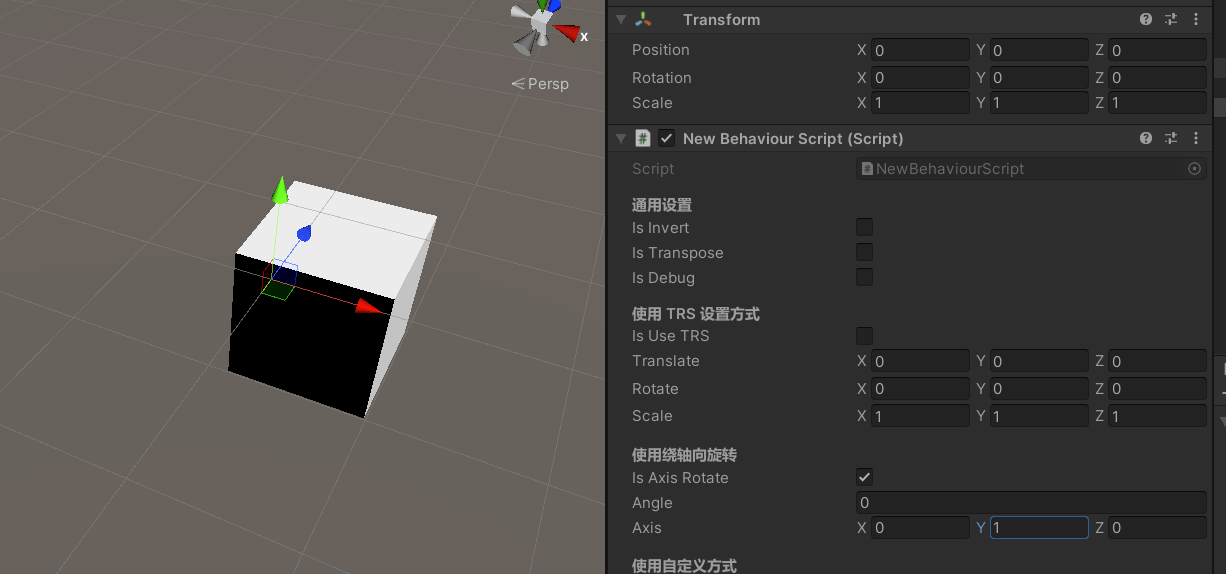 x
Persp
Transform
Position X 0 Y 0 Z 0
Rotation X 0 Y 0 Z 0
Scale X 1 Y 1 Z 1
New Behaviour Script (Script)
Script NewBehaviourScript
通用设置
Is Invert
Is Transpose
Is Debug
使用 TRS 设置方式
Is Use TRS
Translate X 0 Y 0 Z 0
Rotate X 0 Y 0 Z 0
Scale X 1 Y 1 Z 1
使用绕轴向旋转
Is Axis Rotate
Angle 0
Axis X 0 Y 1 Z 0
使用自定义方式